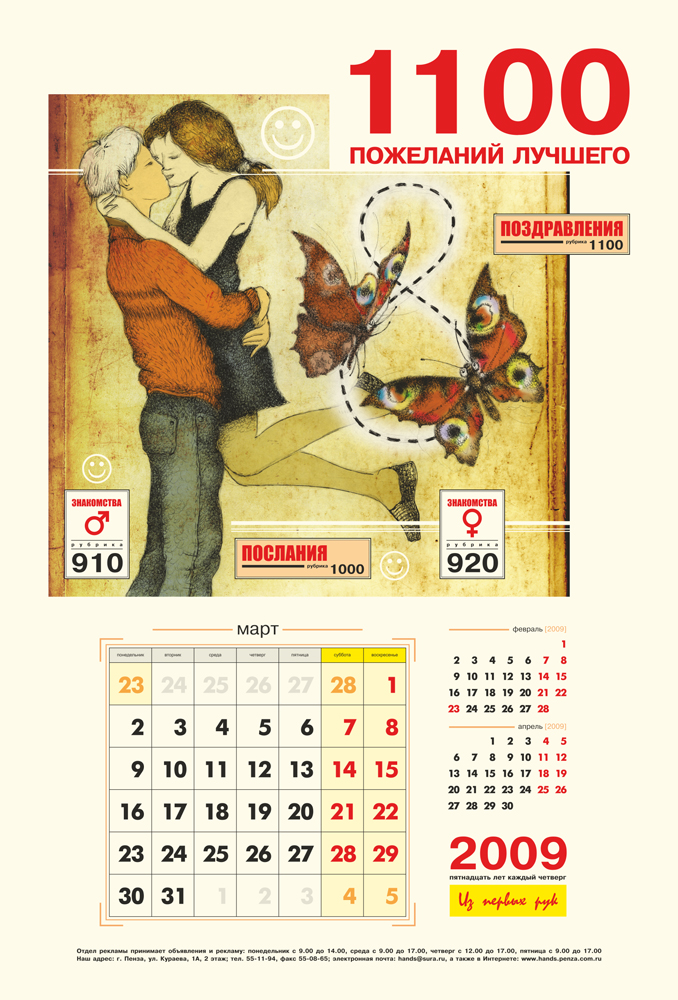 1100
ПОЖЕЛАНИЙ ЛУЧШЕГО
ПОЗДРАВЛЕНИЯ
рубрика 1100
ЗНАКОМСТВА
рубрика
910
ПОСЛАНИЯ
рубрика 1000
ЗНАКОМСТВА
рубрика
920
март
понедельник вторник среда четверг пятница суббота воскресенье
23 24 25 26 27 28 1
2 3 4 5 6 7 8
9 10 11 12 13 14 15
16 17 18 19 20 21 22
23 24 25 26 27 28 29
30 31 1 2 3 4 5
февраль [2009]
1
2 3 4 5 6 7 8
9 10 11 12 13 14 15
16 17 18 19 20 21 22
23 24 25 26 27 28
апрель [2009]
1 2 3 4 5
6 7 8 9 10 11 12
13 14 15 16 17 18 19
20 21 22 23 24 25 26
27 28 29 30
2009
пятнадцать лет каждый четверг
Из первых рук
Отдел рекламы принимает объявления и рекламу: понедельник с 9.00 до 14.00, среда с 9.00 до 17.00, четверг с 12.00 до 17.00, пятница с 9.00 до 17.00
Наш адрес: г. Пенза, ул. Кураева, 1А, 2 этаж; тел. 55-11-94, факс 55-08-65; электронная почта: hands@sura.ru, а также в Интернете: www.hands.penza.com.ru